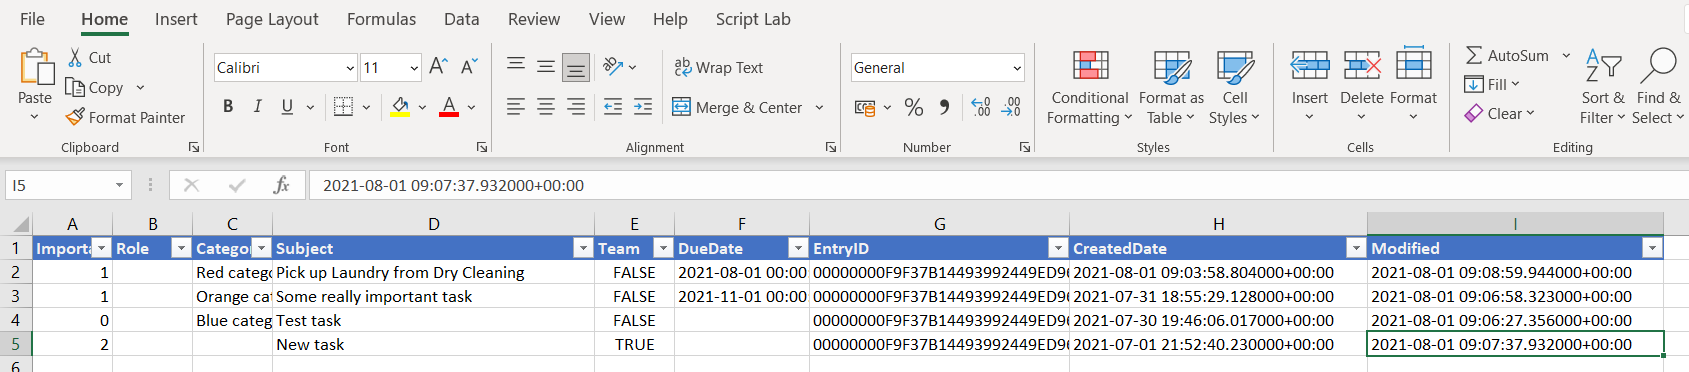 File Home Insert Page Layout Formulas Data Review View Help Script Lab
Cut
Copy
Format Painter
Paste
Clipboard
Calibri 11 A A
B I U A
Font
ab Wrap Text
Merge & Center
Alignment
General
% , .0 .00
Number
Conditional Formatting
Format as Table
Cell Styles
Styles
Insert Delete Format
Cells
AutoSum
Fill
Clear
Sort & Filter
Find & Select
Editing
I5 fx 2021-08-01 09:07:37.932000+00:00
A B C D E F G H I
1 Importa Role Catego Subject Team DueDate EntryID CreatedDate Modified
2 1 Red catego Pick up Laundry from Dry Cleaning FALSE 2021-08-01 00:00 00000000F9F37B14493992449ED96 2021-08-01 09:03:58.804000+00:00 2021-08-01 09:08:59.944000+00:00
3 1 Orange cat Some really important task FALSE 2021-11-01 00:00 00000000F9F37B14493992449ED96 2021-07-31 18:55:29.128000+00:00 2021-08-01 09:06:58.323000+00:00
4 0 Blue categ Test task FALSE 00000000F9F37B14493992449ED96 2021-07-30 19:46:06.017000+00:00 2021-08-01 09:06:27.356000+00:00
5 2 New task TRUE 00000000F9F37B14493992449ED96 2021-07-01 21:52:40.230000+00:00 2021-08-01 09:07:37.932000+00:00
6